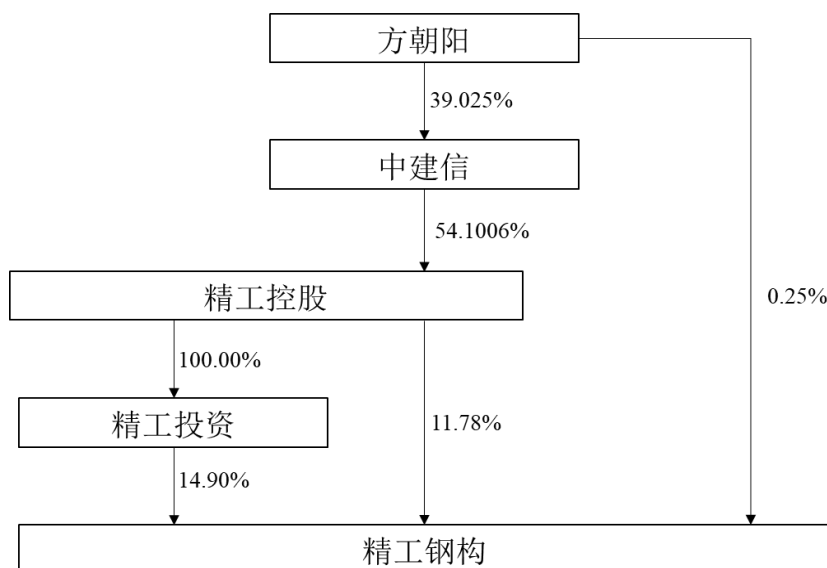 方朝阳
39.025%
中建信
54.1006%
精工控股
0.25%
100.00%
精工投资
11.78%
14.90%
精工钢构